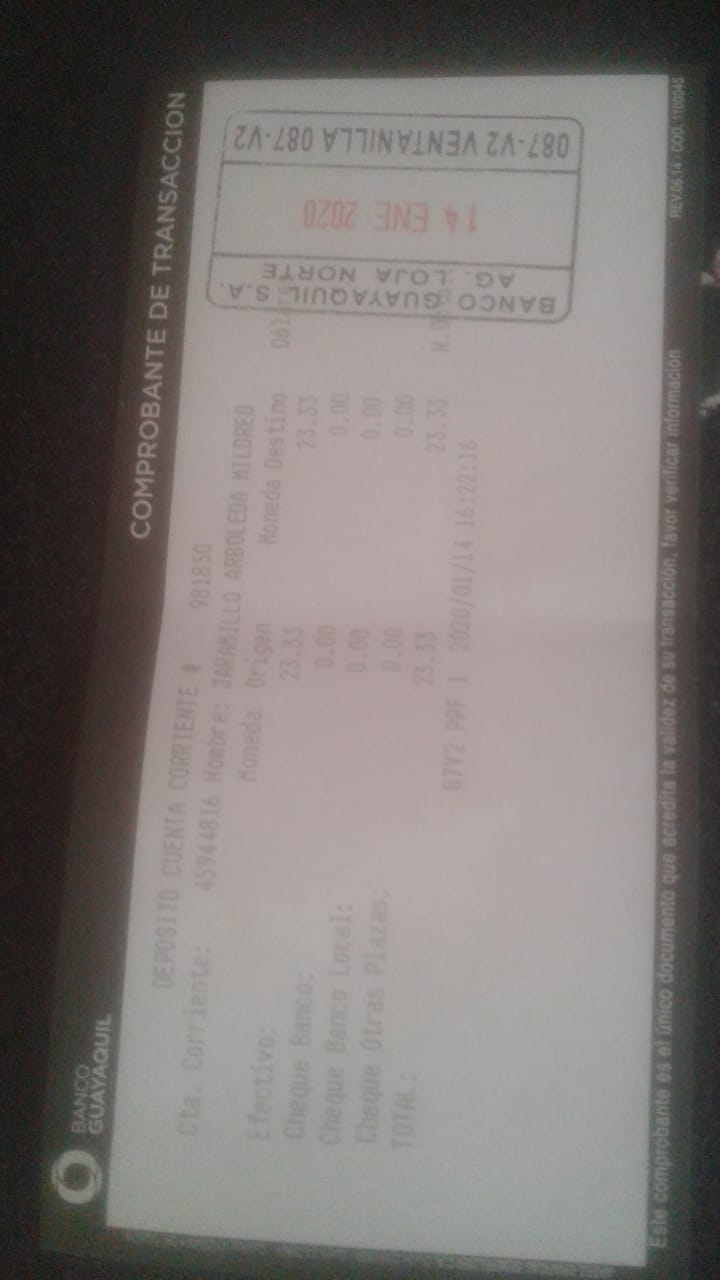 BANCO
GUAYAQUIL
COMPROBANTE DE TRANSACCION
DEPOSITO CUENTA CORRIENTE # 981850
Cta. Corriente: 45944816 Nombre: JARAMILLO ARBOLEDA MILDRED
Moneda Origen Moneda Destino
Efectivo: 23.33 23.33
Cheque Banco: 0.00 0.00
Cheque Banco Local: 0.00 0.00
Cheque Otras Plazas: 0.00 0.00
TOTAL: 23.33 23.33
87V2 PPF 1 2020/01/14 16:22:16
BANCO GUAYAQUIL S.A.
AG. LOJA NORTE
14 ENE 2020
087-V2 VENTANILLA 087-V2
Este comprobante es el único documento que acredita la validez de su transacción, favor verificar información
REV.06.14 - COD. 1100045